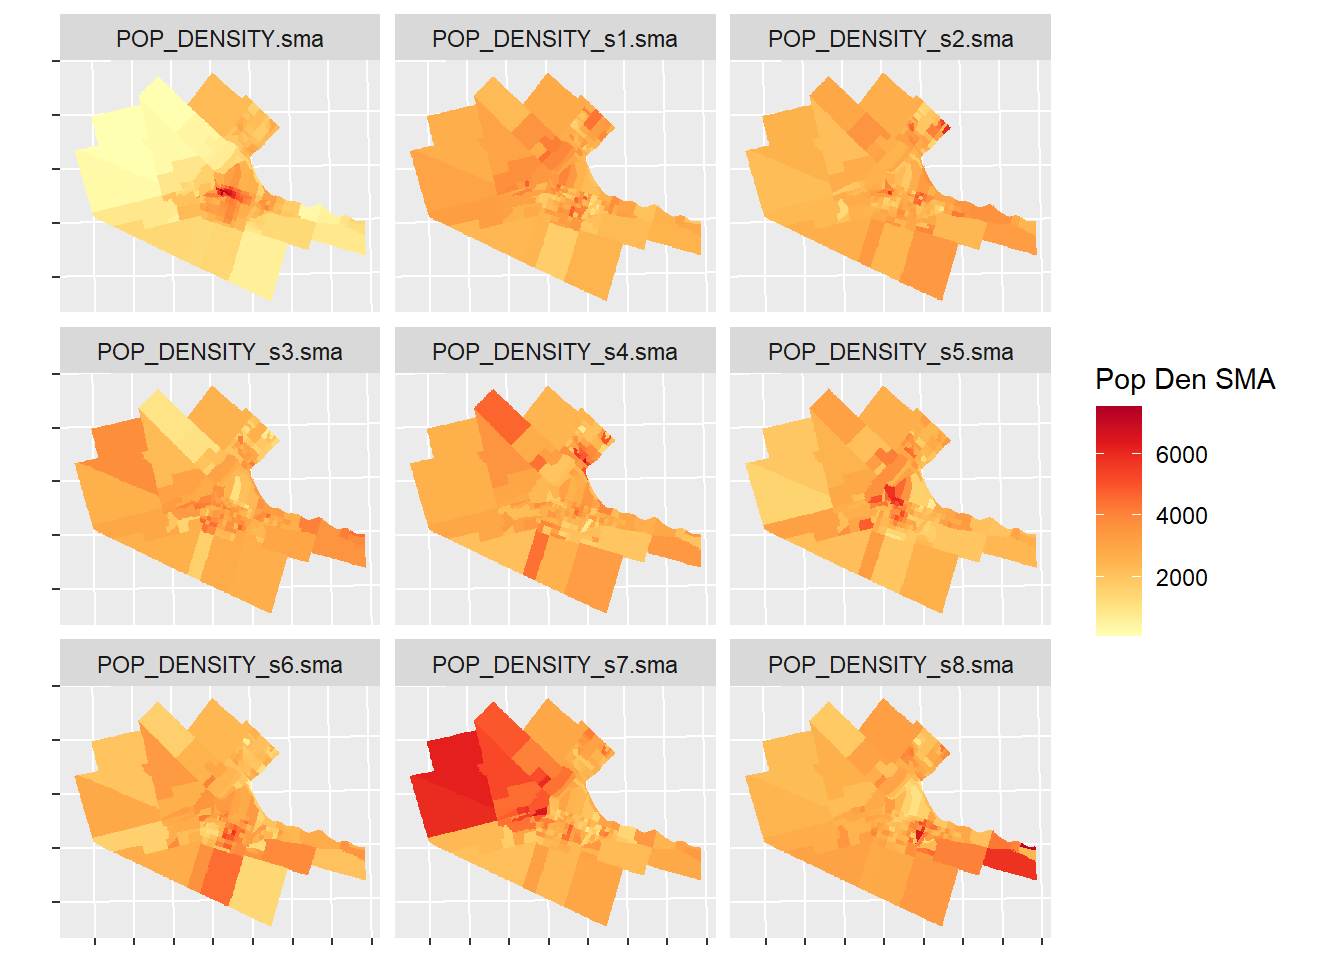 POP_DENSITY.sma
POP_DENSITY_s1.sma
POP_DENSITY_s2.sma
POP_DENSITY_s3.sma
POP_DENSITY_s4.sma
POP_DENSITY_s5.sma
POP_DENSITY_s6.sma
POP_DENSITY_s7.sma
POP_DENSITY_s8.sma
Pop Den SMA
6000
4000
2000